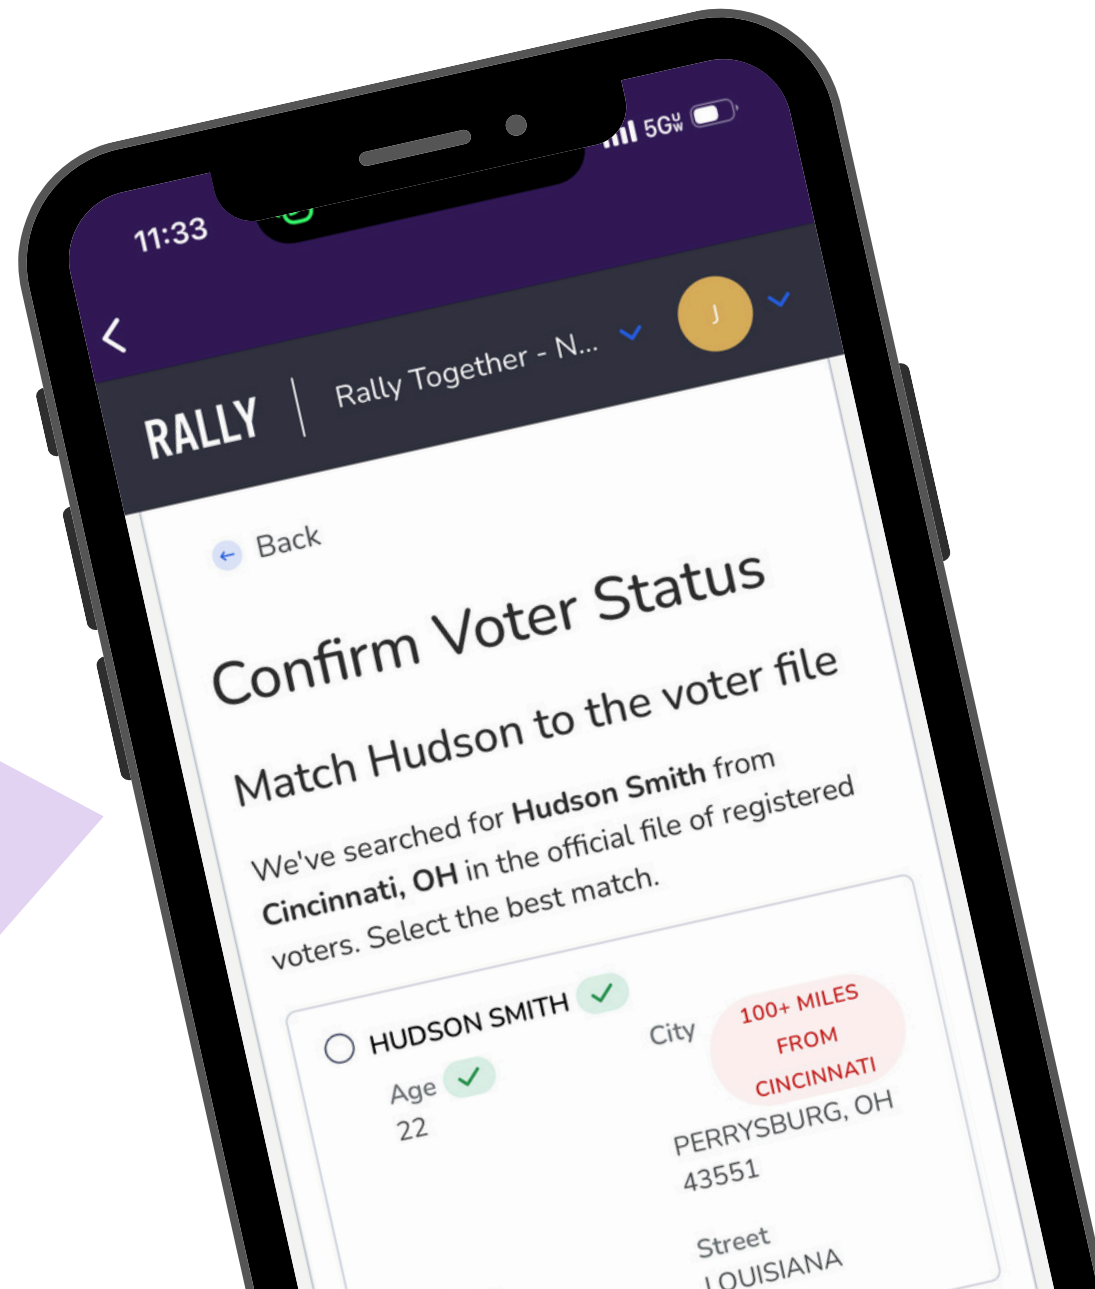 11:33
5G UW
RALLY
Rally Together - N...
J
Back
Confirm Voter Status
Match Hudson to the voter file
We've searched for Hudson Smith from
Cincinnati, OH in the official file of registered
voters. Select the best match.
HUDSON SMITH
Age
22
City
100+ MILES
FROM
CINCINNATI
PERRYSBURG, OH
43551
Street
LOUISIANA